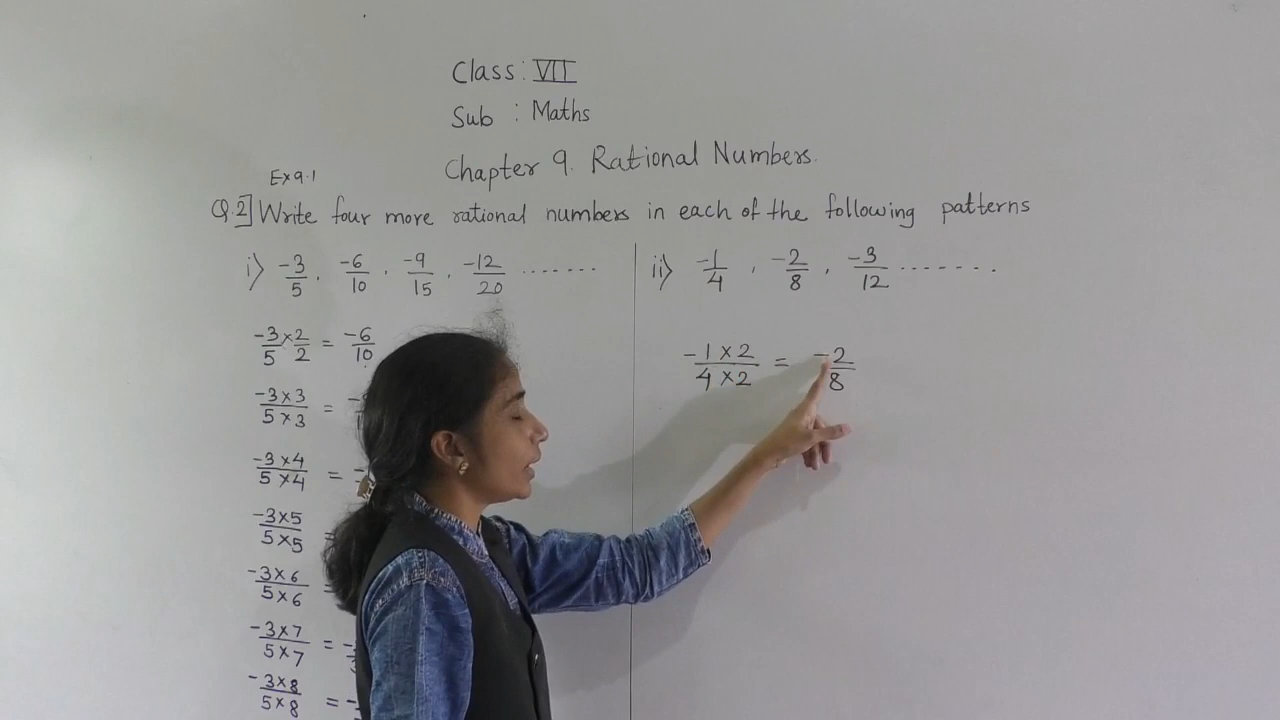 Class : VII
Sub : Maths
Chapter 9. Rational Numbers.
Ex 9.1
Q.2] Write four more rational numbers in each of the following patterns
i) -3/5, -6/10, -9/15, -12/20 .......
-3/5 × 2/2 = -6/10
-3×3/5×3 = -
-3×4/5×4 = -
-3×5/5×5 =
-3×6/5×6 =
-3×7/5×7 = -
-3×8/5×8 = -
ii) -1/4, -2/8, -3/12 .......
-1×2/4×2 = -2/8